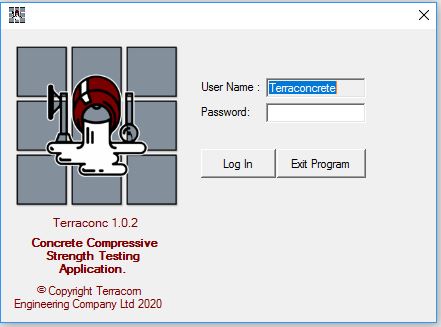 User Name : Terraconcrete
Password:
Log In
Exit Program
Terraconc 1.0.2
Concrete Compressive
Strength Testing
Application.
© Copyright Terracom
Engineering Company Ltd 2020